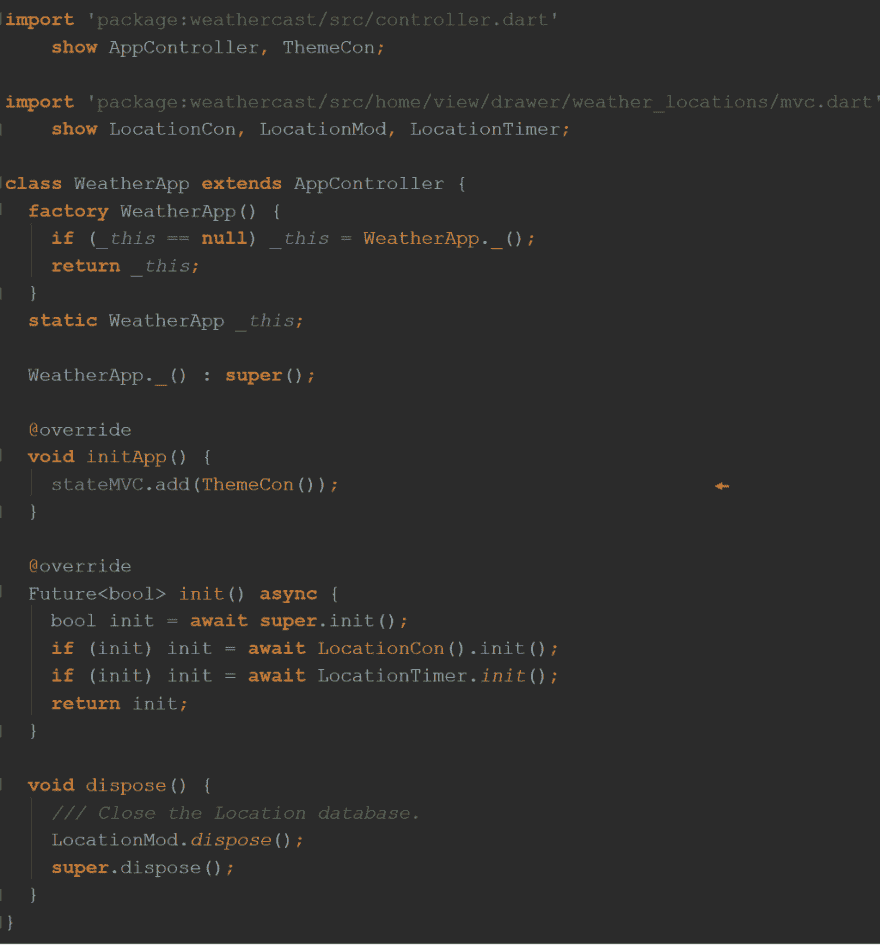 import 'package:weathercast/src/controller.dart'
    show AppController, ThemeCon;

import 'package:weathercast/src/home/view/drawer/weather_locations/mvc.dart'
    show LocationCon, LocationMod, LocationTimer;

class WeatherApp extends AppController {
  factory WeatherApp() {
    if (_this == null) _this = WeatherApp._();
    return _this;
  }
  static WeatherApp _this;

  WeatherApp._() : super();

  @override
  void initApp() {
    stateMVC.add(ThemeCon());
  }

  @override
  Future<bool> init() async {
    bool init = await super.init();
    if (init) init = await LocationCon().init();
    if (init) init = await LocationTimer.init();
    return init;
  }

  void dispose() {
    /// Close the Location database.
    LocationMod.dispose();
    super.dispose();
  }
}